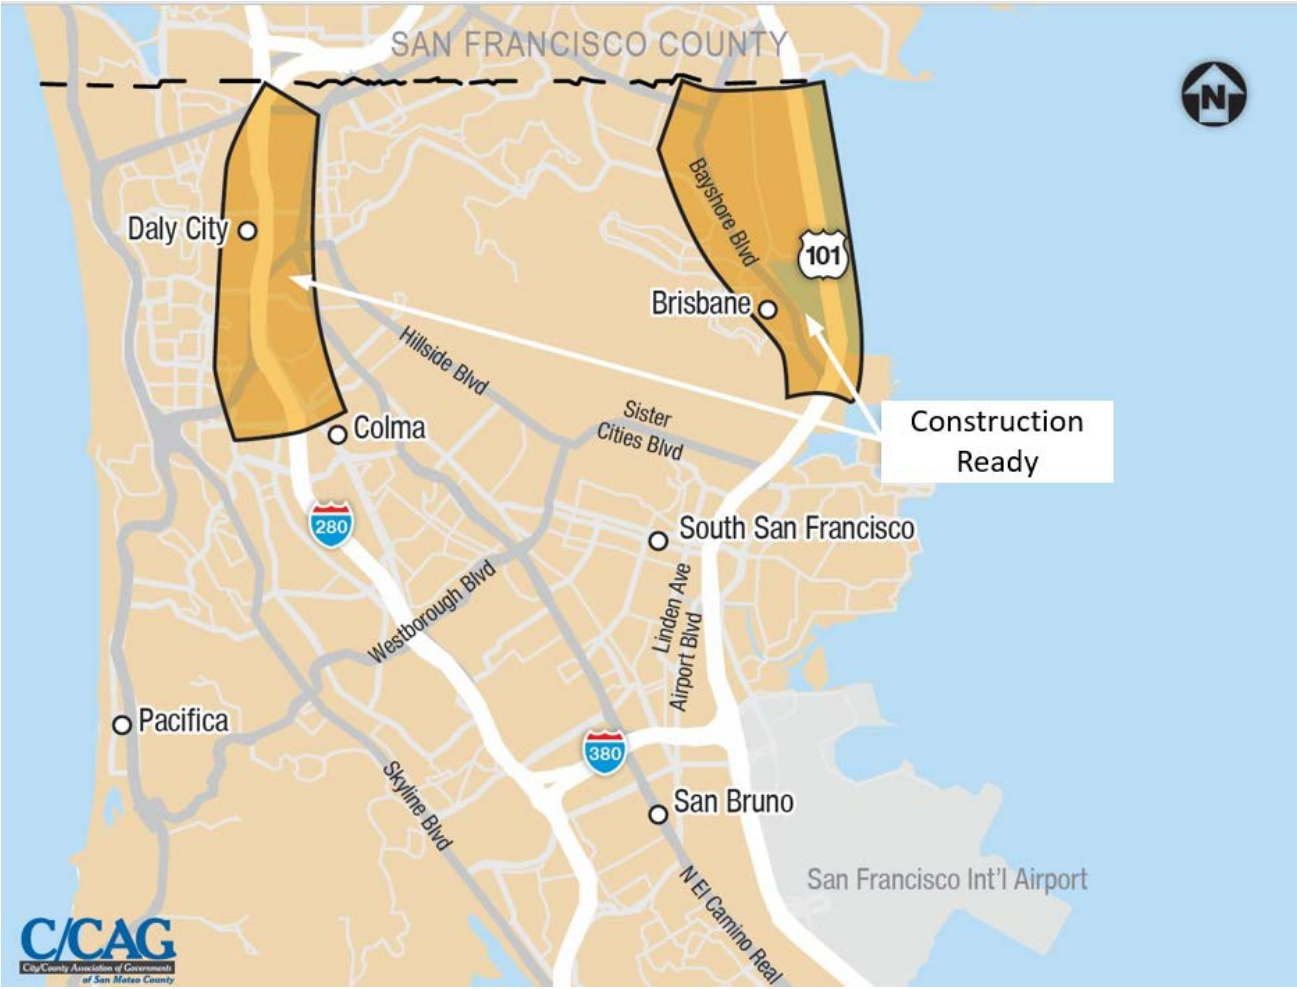 SAN FRANCISCO COUNTY
N
Daly City
Bayshore Blvd
101
Brisbane
Hillside Blvd
Sister
Cities Blvd
Construction
Ready
Colma
280
South San Francisco
Westborough Blvd
Linden Ave
Airport Blvd
Pacifica
380
Skyline Blvd
San Bruno
San Francisco Int'l Airport
N El Camino Real
C/CAG
City/County Association of Governments
of San Mateo County